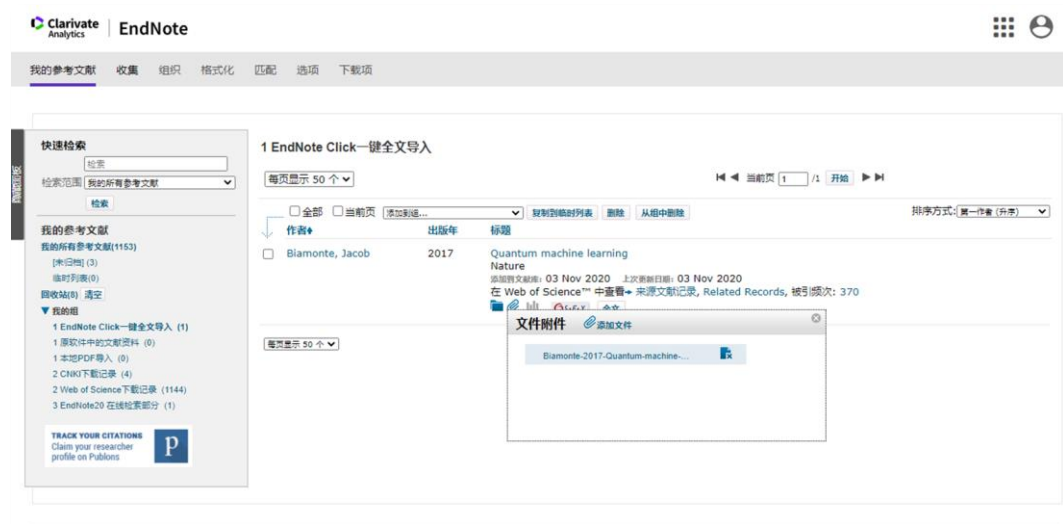 Clarivate Analytics | EndNote
我的参考文献 收集 组织 格式化 匹配 选项 下载项
快速检索
检索
检索范围 我的所有参考文献
检索
我的参考文献
我的所有参考文献(1153)
[未归档] (3)
临时列表(0)
回收站(8) 清空
▼ 我的组
1 EndNote Click一键全文导入 (1)
1 原软件中的文献资料 (0)
1 本地PDF导入 (0)
2 CNKI下载记录 (4)
2 Web of Science下载记录 (1144)
3 EndNote20 在线检索部分 (1)
TRACK YOUR CITATIONS
Claim your researcher
profile on Publons
1 EndNote Click一键全文导入
每页显示 50 个
当前页 1 /1 开始
全部 当前页 添加到组... 复制到临时列表 删除 从组中删除
排序方式: 第一作者 (升序)
作者 出版年 标题
Biamonte, Jacob 2017 Quantum machine learning
Nature
添加到文献库: 03 Nov 2020 上次更新日期: 03 Nov 2020
在 Web of Science™ 中查看→ 来源文献记录, Related Records, 被引频次: 370
全文
文件附件 添加文件
Biamonte-2017-Quantum-machine-...
每页显示 50 个